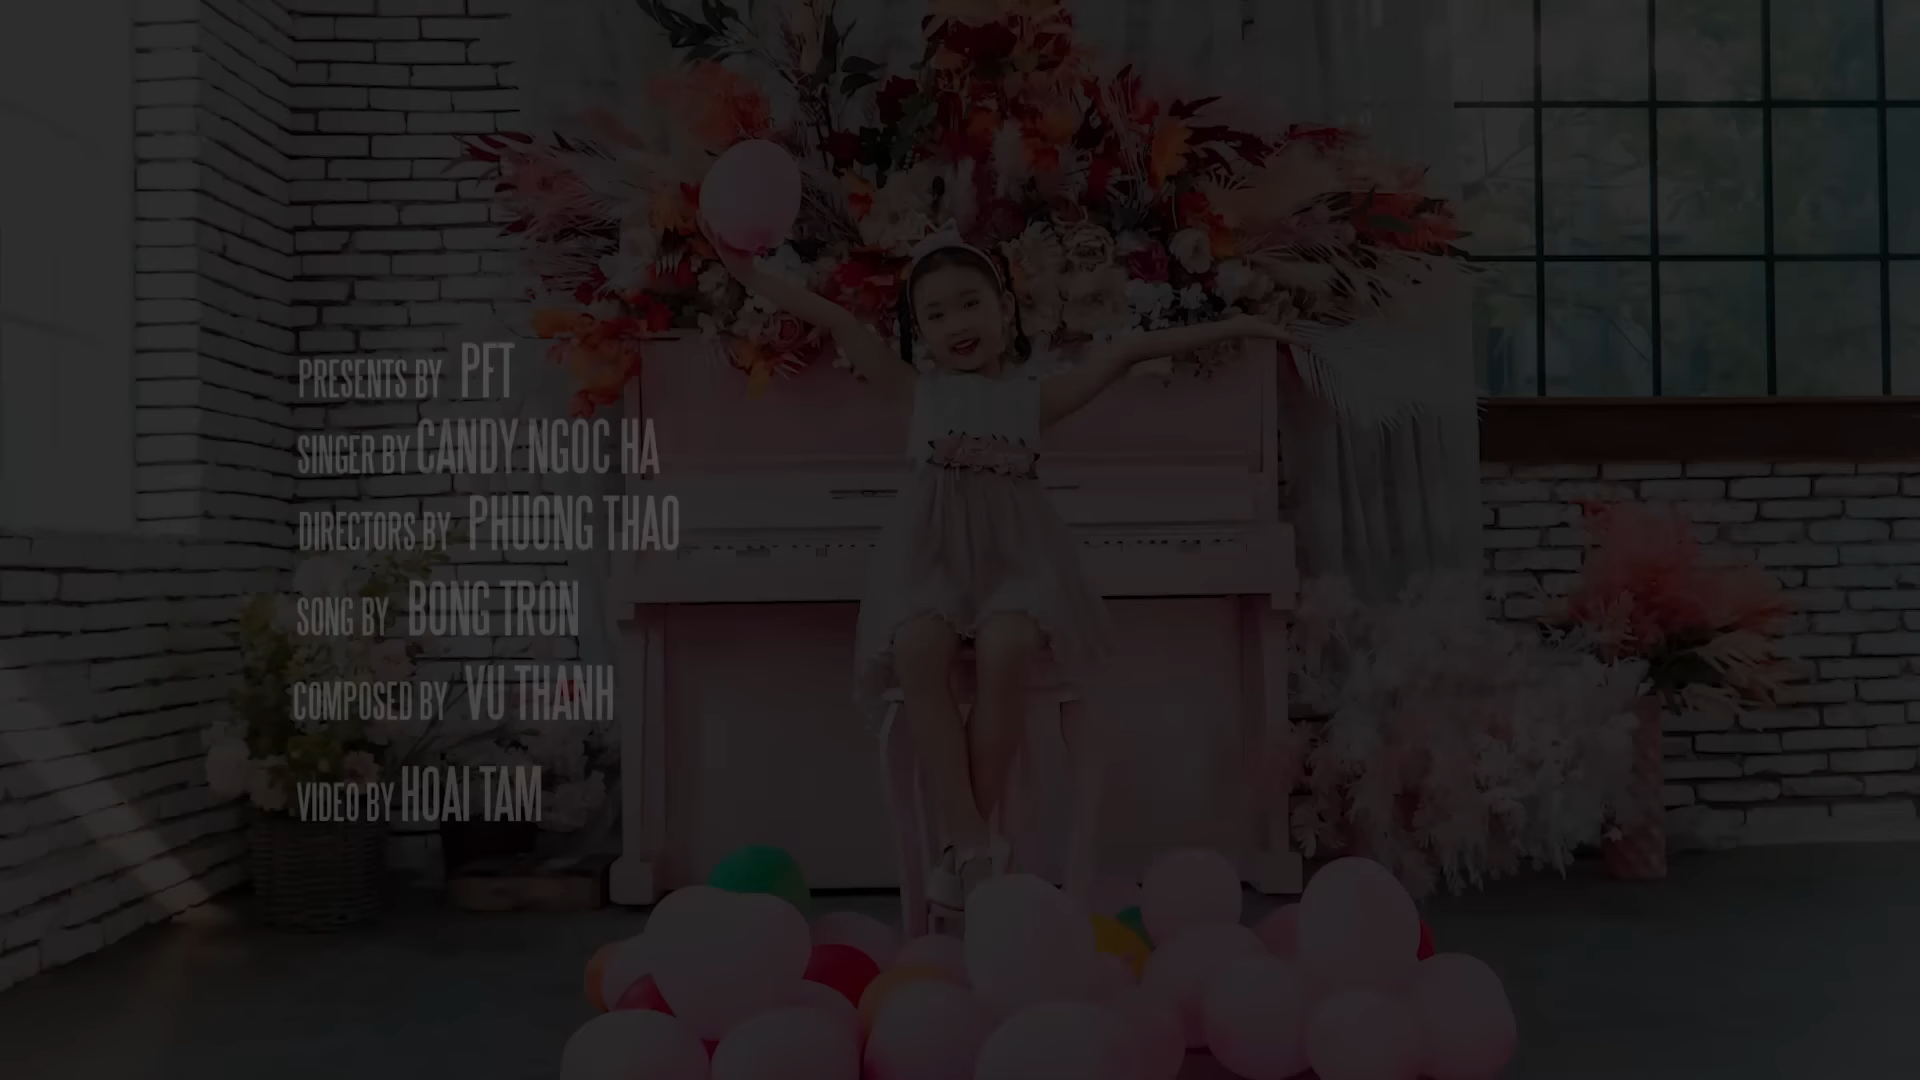 PRESENTS BY PFT
SINGER BY CANDY NGOC HA
DIRECTORS BY PHUONG THAO
SONG BY BONG TRON
COMPOSED BY VU THANH
VIDEO BY HOAI TAM